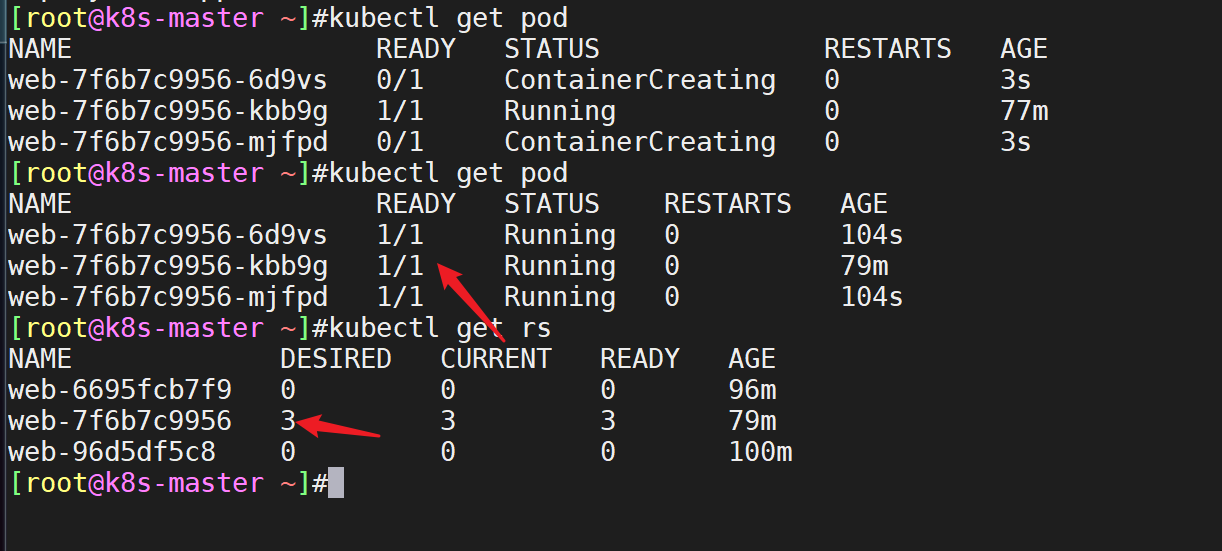 [root@k8s-master ~]#kubectl get pod
NAME                   READY   STATUS              RESTARTS   AGE
web-7f6b7c9956-6d9vs   0/1     ContainerCreating   0          3s
web-7f6b7c9956-kbb9g   1/1     Running             0          77m
web-7f6b7c9956-mjfpd   0/1     ContainerCreating   0          3s
[root@k8s-master ~]#kubectl get pod
NAME                   READY   STATUS    RESTARTS   AGE
web-7f6b7c9956-6d9vs   1/1     Running   0          104s
web-7f6b7c9956-kbb9g   1/1     Running   0          79m
web-7f6b7c9956-mjfpd   1/1     Running   0          104s
[root@k8s-master ~]#kubectl get rs
NAME             DESIRED   CURRENT   READY   AGE
web-6695fcb7f9   0         0         0       96m
web-7f6b7c9956   3         3         3       79m
web-96d5df5c8    0         0         0       100m
[root@k8s-master ~]#